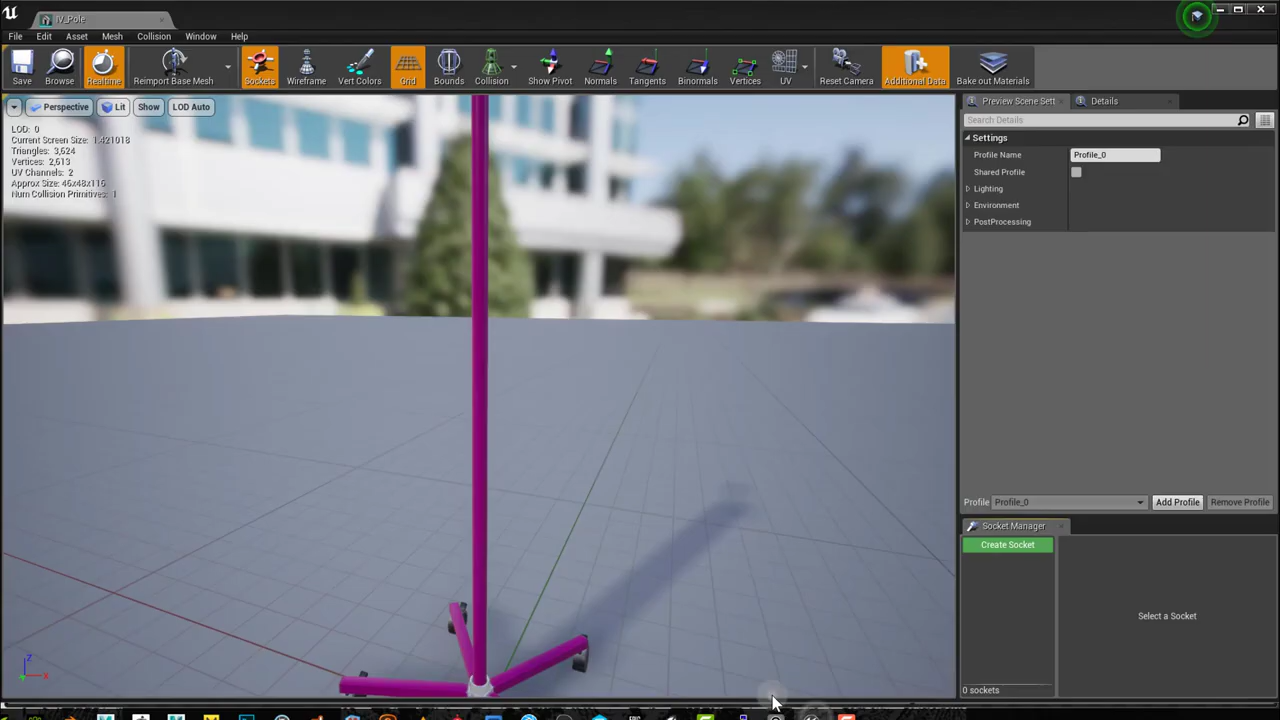 IV_Pole
File Edit Asset Mesh Collision Window Help
Save Browse Realtime Reimport Base Mesh Sockets Wireframe Vert Colors Grid Bounds Collision Show Pivot Normals Tangents Binormals Vertices UV Reset Camera Additional Data Bake out Materials
Perspective Lit Show LOD Auto
LOD: 0
Current Screen Size: 1.421018
Triangles: 3,624
Vertices: 2,613
UV Channels: 2
Approx Size: 46x48x116
Num Collision Primitives: 1
Z
X
Preview Scene Sett Details
Search Details
Settings
Profile Name Profile_0
Shared Profile
Lighting
Environment
PostProcessing
Profile Profile_0 Add Profile Remove Profile
Socket Manager
Create Socket
Select a Socket
0 sockets